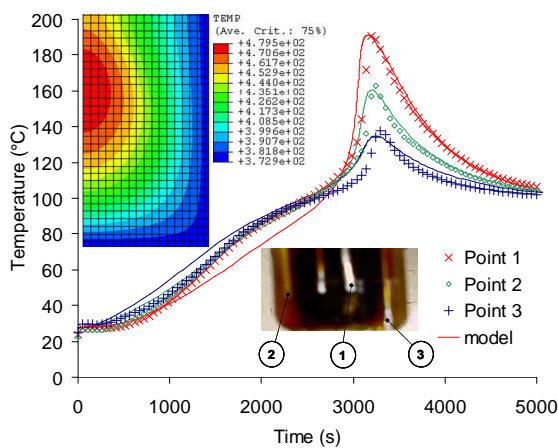 Temperature (°C)
200
180
160
140
120
100
80
60
40
20
0
TEMP
(Ave. Crit.: 75%)
+4.795e+02
+4.706e+02
+4.617e+02
+4.529e+02
+4.440e+02
+4.351e+02
+4.262e+02
+4.173e+02
+4.085e+02
+3.996e+02
+3.907e+02
+3.818e+02
+3.729e+02
Point 1
Point 2
Point 3
model
2
1
3
0
1000
2000
3000
4000
5000
Time (s)